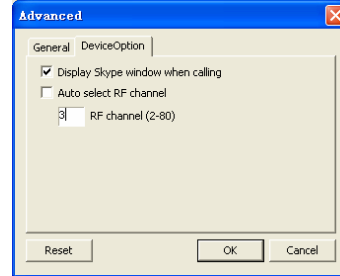 Advanced
General DeviceOption
Display Skype window when calling
Auto select RF channel
3 RF channel (2-80)
Reset OK Cancel